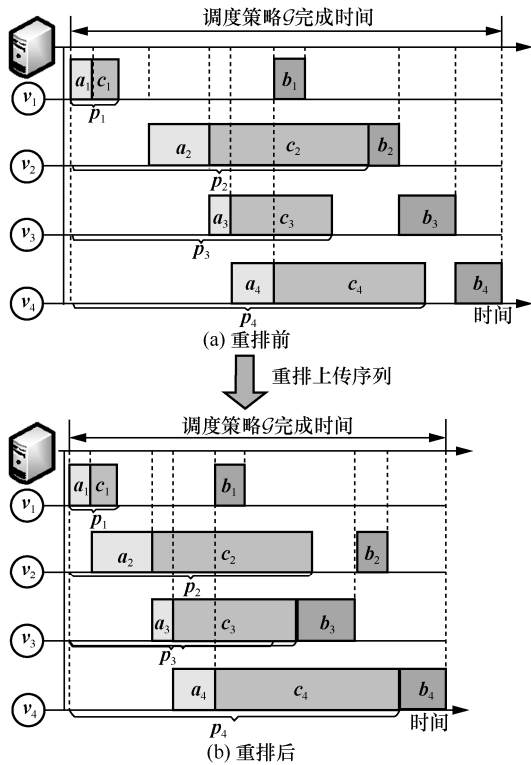 调度策略𝒢完成时间
a₁ c₁ b₁
v₁
p₁
a₂ c₂ b₂
v₂
p₂
a₃ c₃ b₃
v₃
p₃
a₄ c₄ b₄
v₄
p₄ 时间
(a) 重排前
重排上传序列
调度策略𝒢完成时间
a₁ c₁ b₁
v₁
p₁
a₂ c₂ b₂
v₂
p₂
a₃ c₃ b₃
v₃
p₃
a₄ c₄ b₄
v₄
p₄ 时间
(b) 重排后